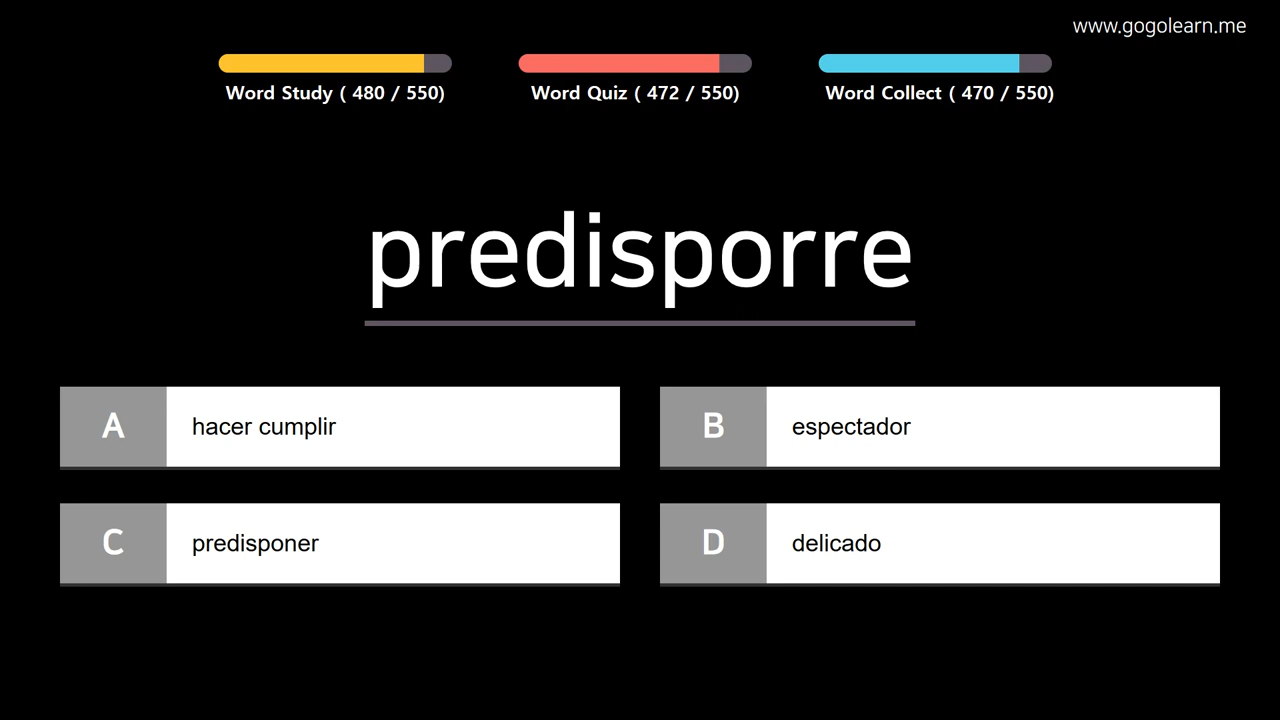 www.gogolearn.me
Word Study ( 480 / 550)
Word Quiz ( 472 / 550)
Word Collect ( 470 / 550)
predisporre
A hacer cumplir
B espectador
C predisponer
D delicado